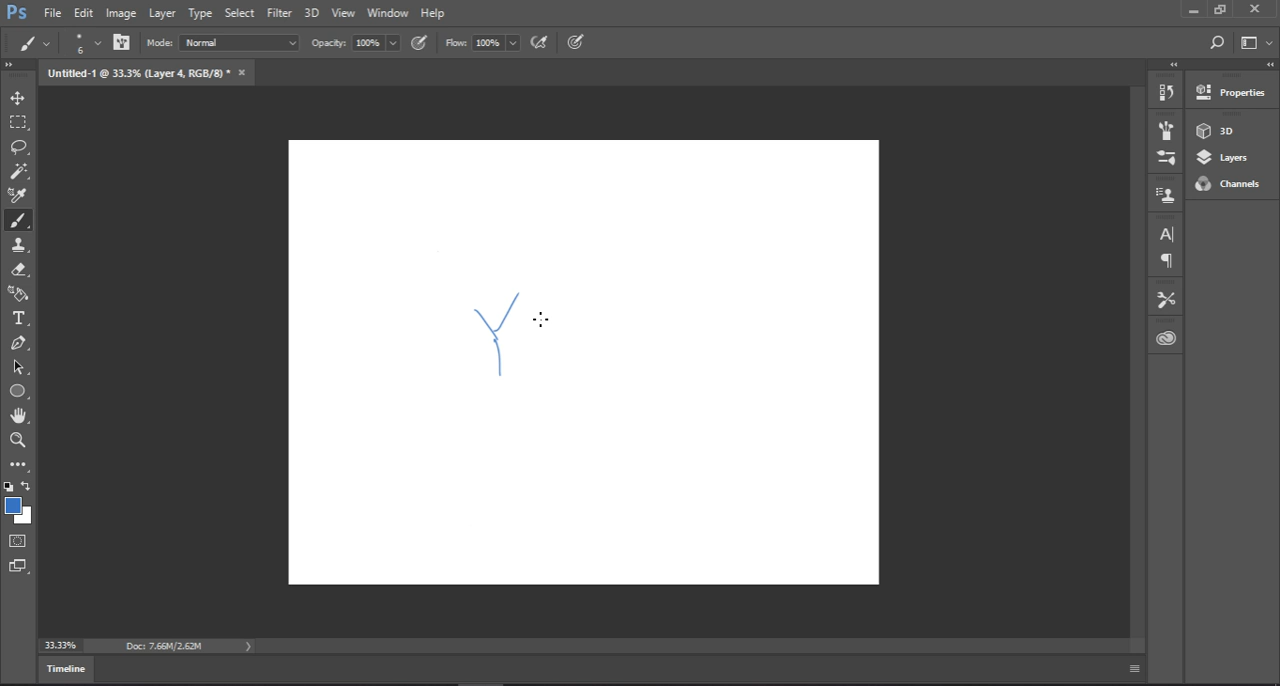 Ps File Edit Image Layer Type Select Filter 3D View Window Help
6 Mode: Normal Opacity: 100% Flow: 100%
Untitled-1 @ 33.3% (Layer 4, RGB/8) *
Properties
3D
Layers
Channels
Y
33.33% Doc: 7.66M/2.62M
Timeline